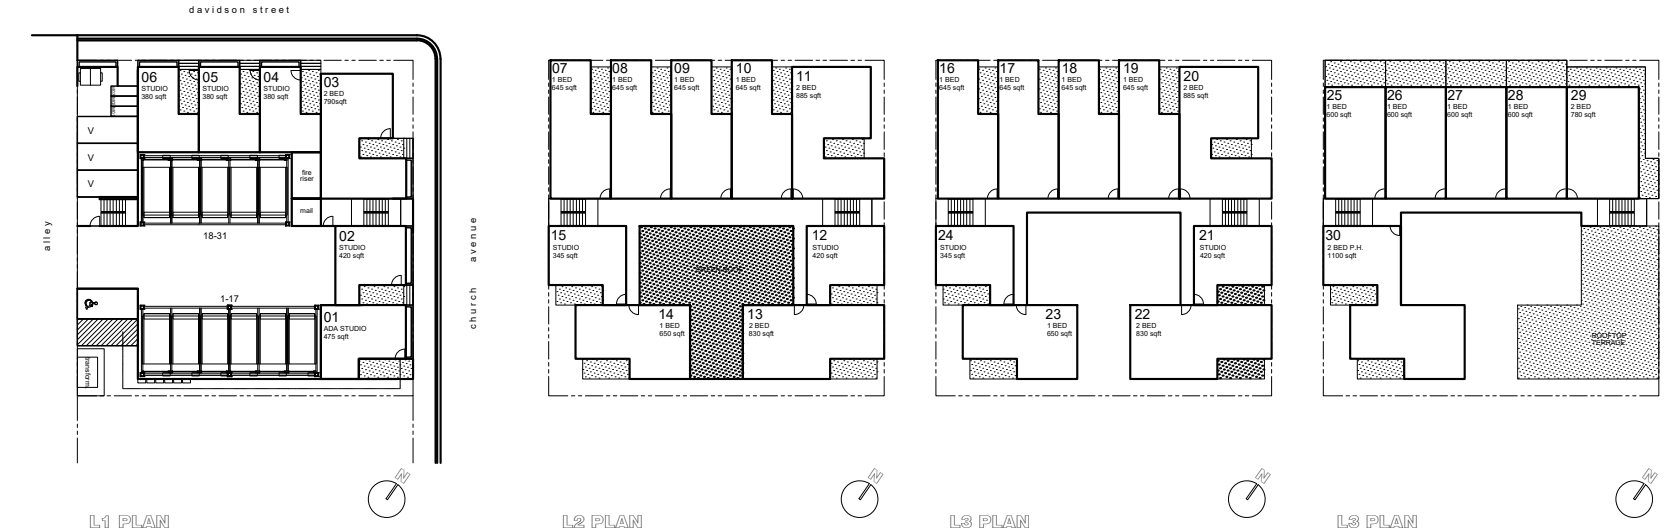 davidson street
06
STUDIO
380 sqft
05
STUDIO
380 sqft
04
STUDIO
380 sqft
03
2 BED
790sqft
V
V
V
fire
riser
mail
18-31
alley
02
STUDIO
420 sqft
church avenue
1-17
01
ADA STUDIO
475 sqft
N
L1 PLAN
07
1 BED
645 sqft
08
1 BED
645 sqft
09
1 BED
645 sqft
10
1 BED
645 sqft
11
2 BED
885 sqft
15
STUDIO
345 sqft
12
STUDIO
420 sqft
14
1 BED
650 sqft
13
2 BED
830 sqft
N
L2 PLAN
16
1 BED
645 sqft
17
1 BED
645 sqft
18
1 BED
645 sqft
19
1 BED
645 sqft
20
2 BED
885 sqft
24
STUDIO
345 sqft
21
STUDIO
420 sqft
23
1 BED
650 sqft
22
2 BED
830 sqft
N
L3 PLAN
25
1 BED
600 sqft
26
1 BED
600 sqft
27
1 BED
600 sqft
28
1 BED
600 sqft
29
2 BED
780 sqft
30
2 BED P.H.
1100 sqft
ROOFTOP
TERRACE
N
L3 PLAN